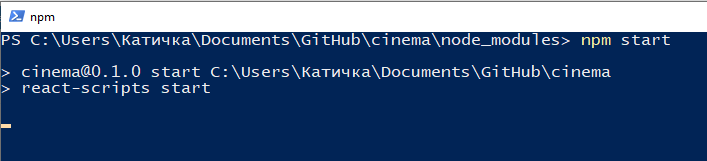 npm
PS C:\Users\Катичка\Documents\GitHub\cinema\node_modules> npm start
> cinema@0.1.0 start C:\Users\Катичка\Documents\GitHub\cinema
> react-scripts start